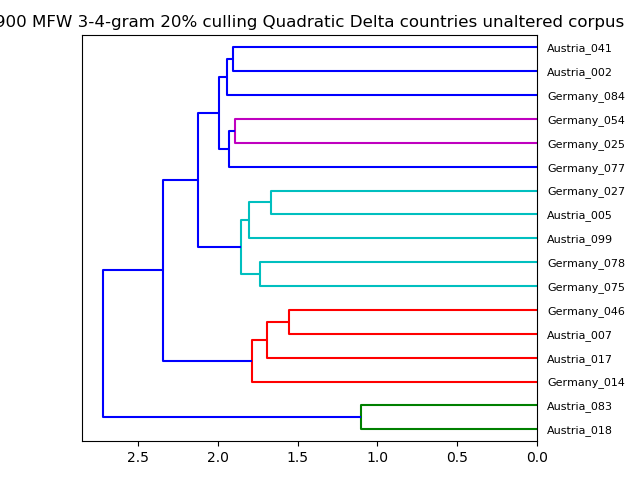 900 MFW 3-4-gram 20% culling Quadratic Delta countries unaltered corpus
Austria_041
Austria_002
Germany_084
Germany_054
Germany_025
Germany_077
Germany_027
Austria_005
Austria_099
Germany_078
Germany_075
Germany_046
Austria_007
Austria_017
Germany_014
Austria_083
Austria_018
2.5 2.0 1.5 1.0 0.5 0.0